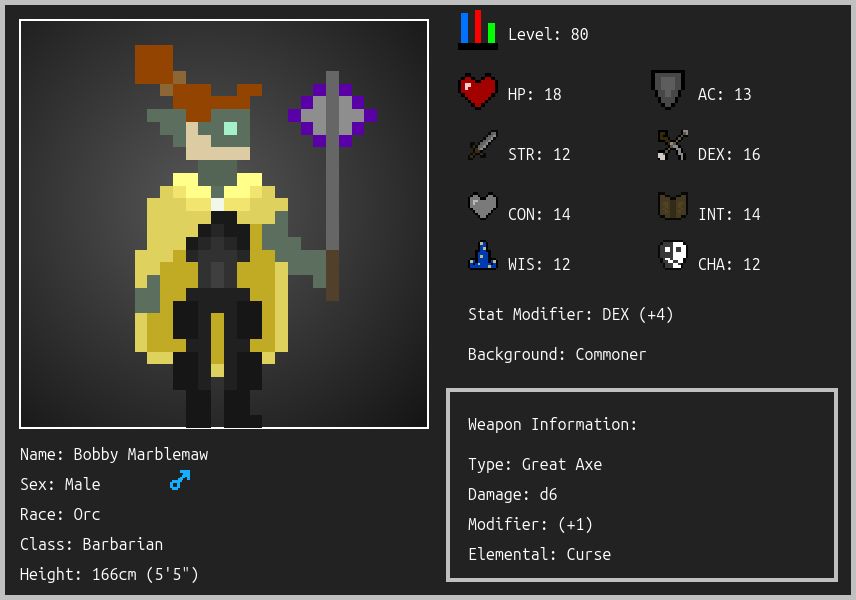 Level: 80
HP: 18
AC: 13
STR: 12
DEX: 16
CON: 14
INT: 14
WIS: 12
CHA: 12
Stat Modifier: DEX (+4)
Background: Commoner
Name: Bobby Marblemaw
Sex: Male
Race: Orc
Class: Barbarian
Height: 166cm (5'5")
Weapon Information:
Type: Great Axe
Damage: d6
Modifier: (+1)
Elemental: Curse